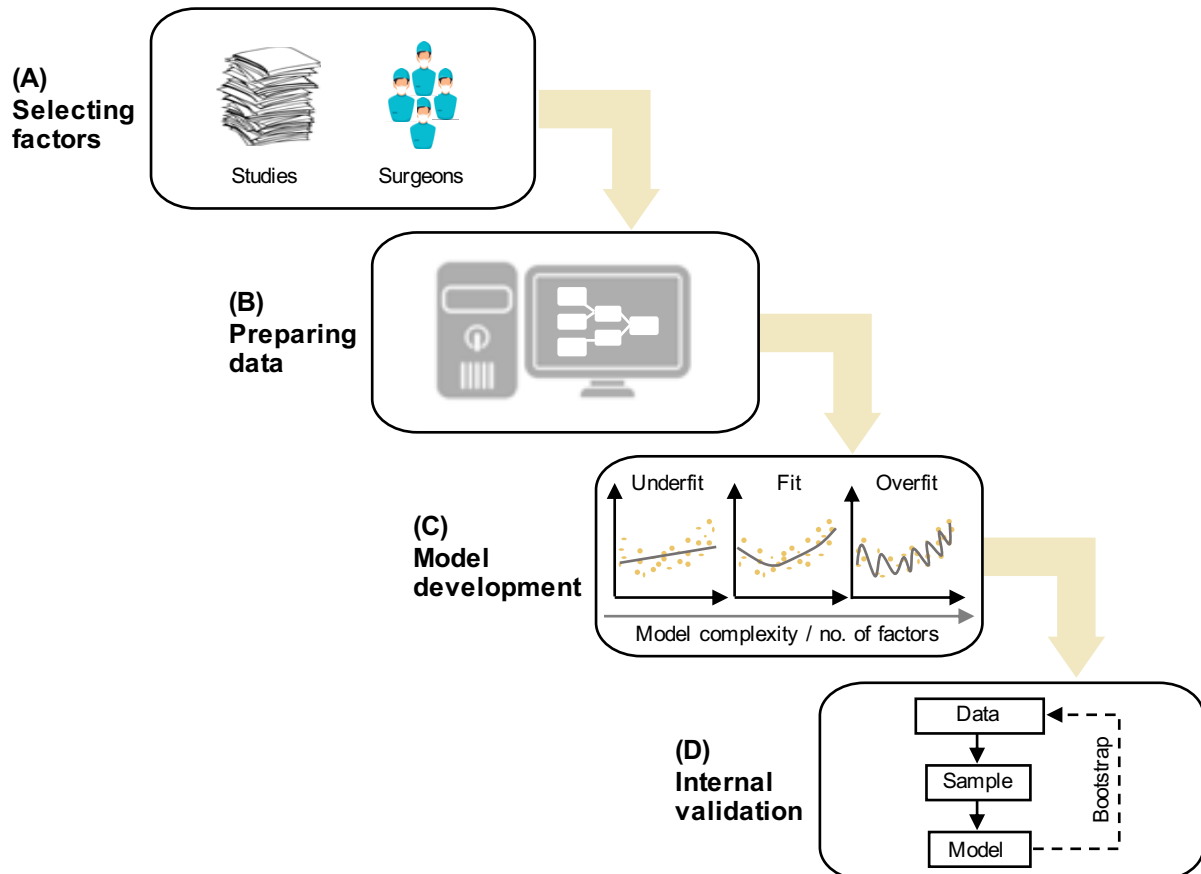 (A)
Selecting
factors
Studies
Surgeons
(B)
Preparing
data
(C)
Model
development
Underfit
Fit
Overfit
Model complexity / no. of factors
(D)
Internal
validation
Data
Sample
Model
Bootstrap